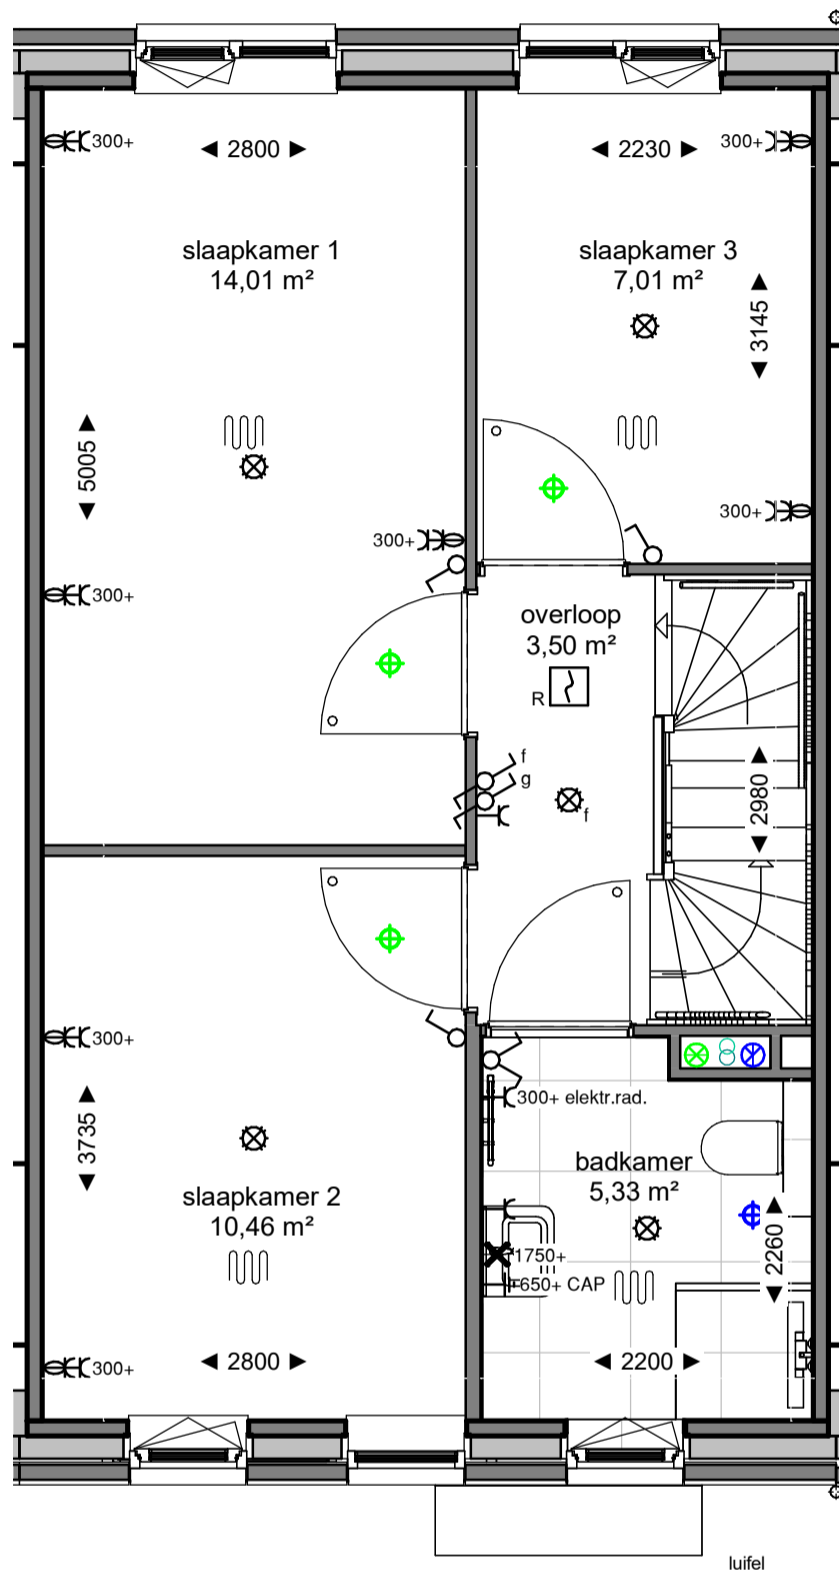 300+
2800
2230
300+
slaapkamer 1
14,01 m²
slaapkamer 3
7,01 m²
3145
5005
300+
300+
300+
overloop
3,50 m²
R
f
g
f
2980
300+
300+ elektr.rad.
3735
badkamer
5,33 m²
slaapkamer 2
10,46 m²
2260
1750+
650+ CAP
300+
2800
2200
luifel